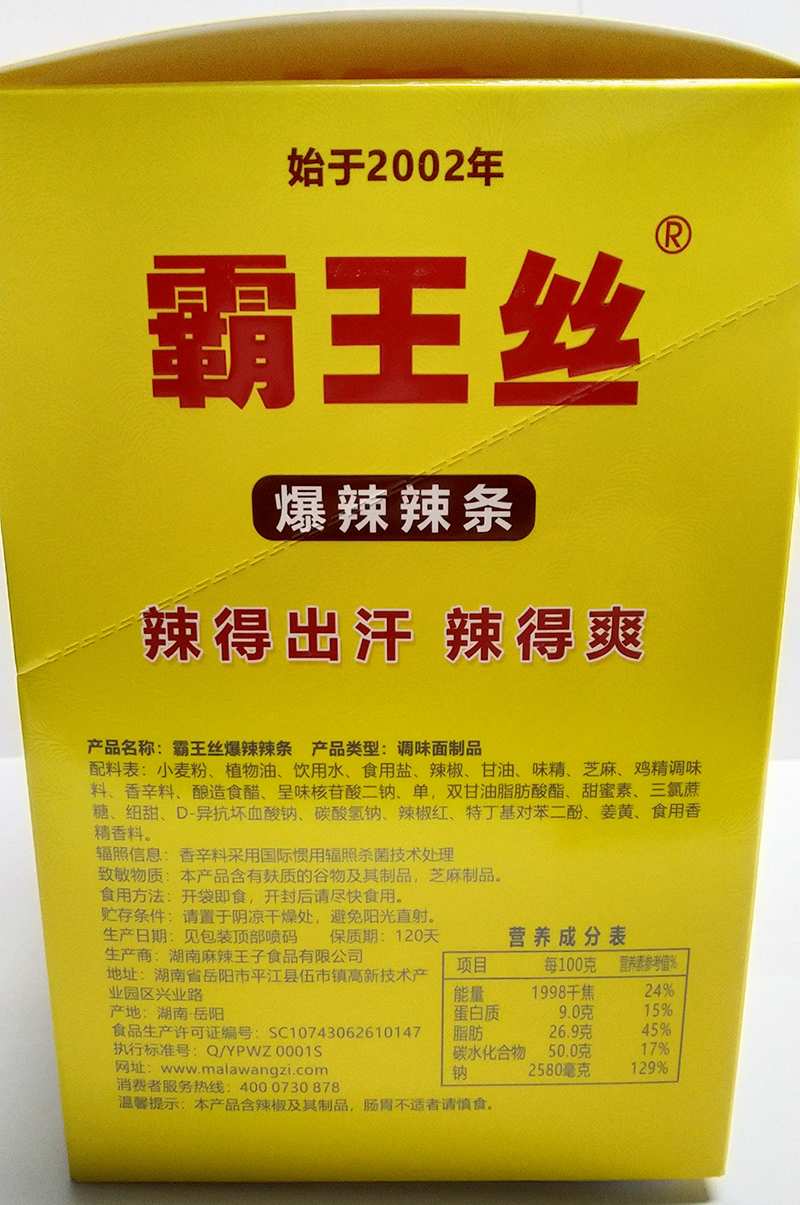 始于2002年
霸王丝®
爆辣辣条
辣得出汗 辣得爽
产品名称：霸王丝爆辣辣条 产品类型：调味面制品
配料表：小麦粉、植物油、饮用水、食用盐、辣椒、甘油、味精、芝麻、鸡精调味
料、香辛料、酿造食醋、呈味核苷酸二钠、单，双甘油脂肪酸酯、甜蜜素、三氯蔗
糖、纽甜、D-异抗坏血酸钠、碳酸氢钠、辣椒红、特丁基对苯二酚、姜黄、食用香
精香料。
辐照信息：香辛料采用国际惯用辐照杀菌技术处理
致敏物质：本产品含有麸质的谷物及其制品，芝麻制品。
食用方法：开袋即食，开封后请尽快食用。
贮存条件：请置于阴凉干燥处，避免阳光直射。
生产日期：见包装顶部喷码 保质期：120天
生产商：湖南麻辣王子食品有限公司
地址：湖南省岳阳市平江县伍市镇高新技术产
业园区兴业路
产地：湖南·岳阳
食品生产许可证编号：SC10743062610147
执行标准号：Q/YPWZ 0001S
网址：www.malawangzi.com
消费者服务热线：400 0730 878
温馨提示：本产品含辣椒及其制品，肠胃不适者请慎食。
营养成分表
项目 每100克 营养素参考值%
能量 1998千焦 24%
蛋白质 9.0克 15%
脂肪 26.9克 45%
碳水化合物 50.0克 17%
钠 2580毫克 129%